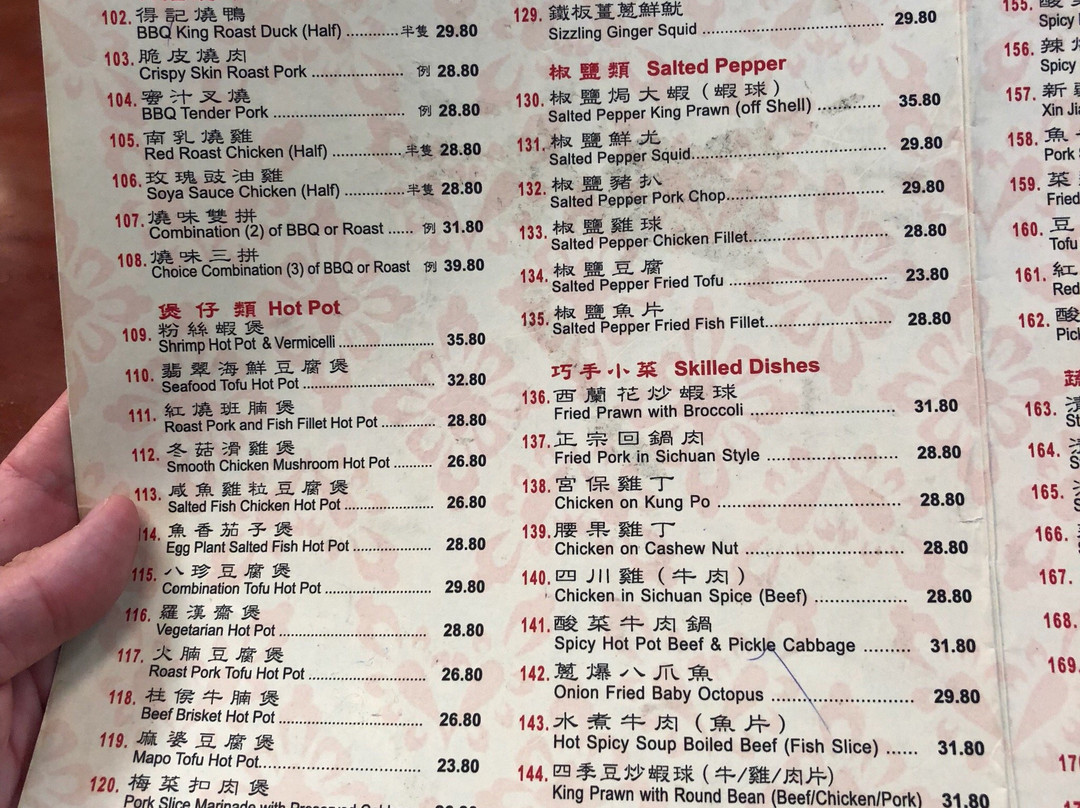 102. 得記燒鴨
BBQ King Roast Duck (Half) ............ 半隻 29.80
103. 脆皮燒肉
Crispy Skin Roast Pork ..................... 例 28.80
104. 蜜汁叉燒
BBQ Tender Pork .............................. 例 28.80
105. 南乳燒雞
Red Roast Chicken (Half) ................ 半隻 28.80
106. 玫瑰豉油雞
Soya Sauce Chicken (Half) .............. 半隻 28.80
107. 燒味雙拼
Combination (2) of BBQ or Roast ...... 例 31.80
108. 燒味三拼
Choice Combination (3) of BBQ or Roast 例 39.80
煲仔類 Hot Pot
109. 粉絲蝦煲
Shrimp Hot Pot & Vermicelli ........................ 35.80
110. 翡翠海鮮豆腐煲
Seafood Tofu Hot Pot ................................. 32.80
111. 紅燒班腩煲
Roast Pork and Fish Fillet Hot Pot ............. 28.80
112. 冬菇滑雞煲
Smooth Chicken Mushroom Hot Pot .......... 26.80
113. 咸魚雞粒豆腐煲
Salted Fish Chicken Hot Pot ...................... 26.80
14. 魚香茄子煲
Egg Plant Salted Fish Hot Pot .................... 28.80
115. 八珍豆腐煲
Combination Tofu Hot Pot ........................... 29.80
116. 羅漢齋煲
Vegetarian Hot Pot ..................................... 28.80
117. 火腩豆腐煲
Roast Pork Tofu Hot Pot ............................. 26.80
118. 柱侯牛腩煲
Beef Brisket Hot Pot ................................... 26.80
119. 麻婆豆腐煲
Mapo Tofu Hot Pot...................................... 23.80
120. 梅菜扣肉煲
Pork Slice Marinade with Preserved
129. 鐵板薑蔥鮮魷
Sizzling Ginger Squid ................................ 29.80
椒鹽類 Salted Pepper
130. 椒鹽焗大蝦（蝦球）
Salted Pepper King Prawn (off Shell) ........... 35.80
131. 椒鹽鮮尤
Salted Pepper Squid................................... 29.80
132. 椒鹽豬扒
Salted Pepper Pork Chop............................ 29.80
133. 椒鹽雞球
Salted Pepper Chicken Fillet........................ 28.80
134. 椒鹽豆腐
Salted Pepper Fried Tofu ............................ 23.80
135. 椒鹽魚片
Salted Pepper Fried Fish Fillet...................... 28.80
巧手小菜 Skilled Dishes
136. 西蘭花炒蝦球
Fried Prawn with Broccoli .......................... 31.80
137. 正宗回鍋肉
Fried Pork in Sichuan Style ........................ 28.80
138. 宮保雞丁
Chicken on Kung Po .................................. 28.80
139. 腰果雞丁
Chicken on Cashew Nut ............................. 28.80
140. 四川雞（牛肉）
Chicken in Sichuan Spice (Beef) ................ 28.80
141. 酸菜牛肉鍋
Spicy Hot Pot Beef & Pickle Cabbage ......... 31.80
142. 蔥爆八爪魚
Onion Fried Baby Octopus ......................... 29.80
143. 水煮牛肉（魚片）
Hot Spicy Soup Boiled Beef (Fish Slice) ...... 31.80
144. 四季豆炒蝦球（牛/雞/肉片）
King Prawn with Round Bean (Beef/Chicken/Pork) 31.80
155. 酸
Spicy
156. 辣
Spicy
157. 新
Xin Ji
158. 魚
Pork
159. 菜
Fried
160. 豆
Tofu
161. 紅
Red
162. 酸
Pic
163.
164.
165.
166.
167.
168.
169.